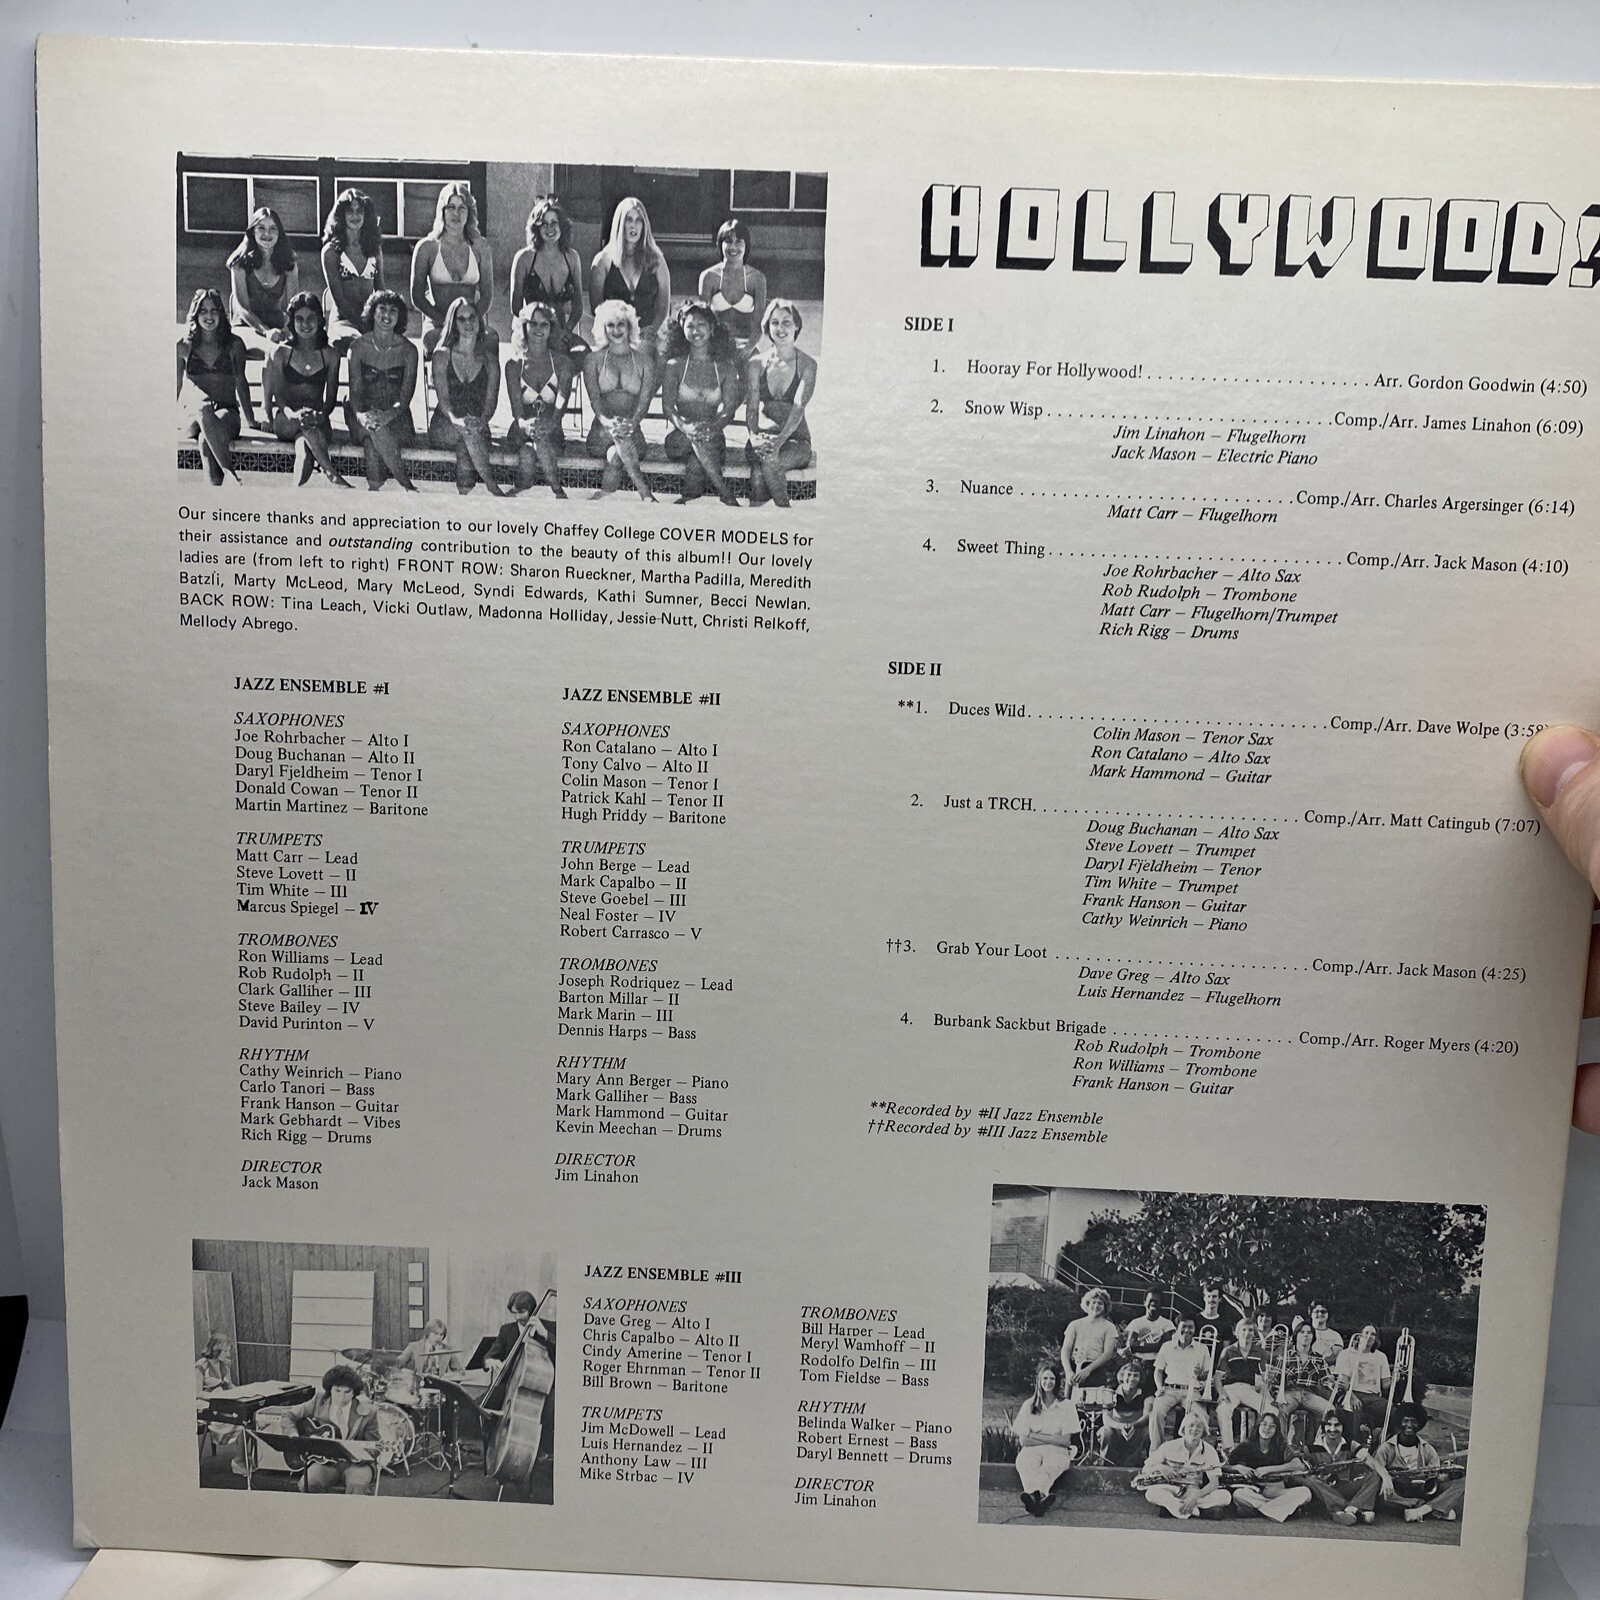 Our sincere thanks and appreciation to our lovely Chaffey College COVER MODELS for
their assistance and outstanding contribution to the beauty of this album!! Our lovely
ladies are (from left to right) FRONT ROW: Sharon Rueckner, Martha Padilla, Meredith
Batzli, Marty McLeod, Mary McLeod, Syndi Edwards, Kathi Sumner, Becci Newlan.
BACK ROW: Tina Leach, Vicki Outlaw, Madonna Holliday, Jessie Nutt, Christi Relkoff,
Mellody Abrego.
JAZZ ENSEMBLE #I
SAXOPHONES
Joe Rohrbacher – Alto I
Doug Buchanan – Alto II
Daryl Fjeldheim – Tenor I
Donald Cowan – Tenor II
Martin Martinez – Baritone
TRUMPETS
Matt Carr – Lead
Steve Lovett – II
Tim White – III
Marcus Spiegel – IV
TROMBONES
Ron Williams – Lead
Rob Rudolph – II
Clark Galliher – III
Steve Bailey – IV
David Purinton – V
RHYTHM
Cathy Weinrich – Piano
Carlo Tanori – Bass
Frank Hanson – Guitar
Mark Gebhardt – Vibes
Rich Rigg – Drums
DIRECTOR
Jack Mason
JAZZ ENSEMBLE #II
SAXOPHONES
Ron Catalano – Alto I
Tony Calvo – Alto II
Colin Mason – Tenor I
Patrick Kahl – Tenor II
Hugh Priddy – Baritone
TRUMPETS
John Berge – Lead
Mark Capalbo – II
Steve Goebel – III
Neal Foster – IV
Robert Carrasco – V
TROMBONES
Joseph Rodriquez – Lead
Barton Millar – II
Mark Marin – III
Dennis Harps – Bass
RHYTHM
Mary Ann Berger – Piano
Mark Galliher – Bass
Mark Hammond – Guitar
Kevin Meechan – Drums
DIRECTOR
Jim Linahon
JAZZ ENSEMBLE #III
SAXOPHONES
Dave Greg – Alto I
Chris Capalbo – Alto II
Cindy Amerine – Tenor I
Roger Ehrnman – Tenor II
Bill Brown – Baritone
TRUMPETS
Jim McDowell – Lead
Luis Hernandez – II
Anthony Law – III
Mike Strbac – IV
TROMBONES
Bill Harper – Lead
Meryl Wamhoff – II
Rodolfo Delfin – III
Tom Fieldse – Bass
RHYTHM
Belinda Walker – Piano
Robert Ernest – Bass
Daryl Bennett – Drums
DIRECTOR
Jim Linahon
HOLLYWOOD!
SIDE I
1. Hooray For Hollywood! . . . . . . . . . . . . . . . . . . . . . Arr. Gordon Goodwin (4:50)
2. Snow Wisp . . . . . . . . . . . . . . . . . . . . . . . . . . . Comp./Arr. James Linahon (6:09)
Jim Linahon – Flugelhorn
Jack Mason – Electric Piano
3. Nuance . . . . . . . . . . . . . . . . . . . . . . . . . . Comp./Arr. Charles Argersinger (6:14)
Matt Carr – Flugelhorn
4. Sweet Thing . . . . . . . . . . . . . . . . . . . . . . . . . . . . Comp./Arr. Jack Mason (4:10)
Joe Rohrbacher – Alto Sax
Rob Rudolph – Trombone
Matt Carr – Flugelhorn/Trumpet
Rich Rigg – Drums
SIDE II
**1. Duces Wild . . . . . . . . . . . . . . . . . . . . . . . . . . . . Comp./Arr. Dave Wolpe (3:58
Colin Mason – Tenor Sax
Ron Catalano – Alto Sax
Mark Hammond – Guitar
2. Just a TRCH . . . . . . . . . . . . . . . . . . . . . . . . . Comp./Arr. Matt Catingub (7:07)
Doug Buchanan – Alto Sax
Steve Lovett – Trumpet
Daryl Fjeldheim – Tenor
Tim White – Trumpet
Frank Hanson – Guitar
Cathy Weinrich – Piano
††3. Grab Your Loot . . . . . . . . . . . . . . . . . . . . . . . . Comp./Arr. Jack Mason (4:25)
Dave Greg – Alto Sax
Luis Hernandez – Flugelhorn
4. Burbank Sackbut Brigade . . . . . . . . . . . . . . . . . Comp./Arr. Roger Myers (4:20)
Rob Rudolph – Trombone
Ron Williams – Trombone
Frank Hanson – Guitar
**Recorded by #II Jazz Ensemble
††Recorded by #III Jazz Ensemble